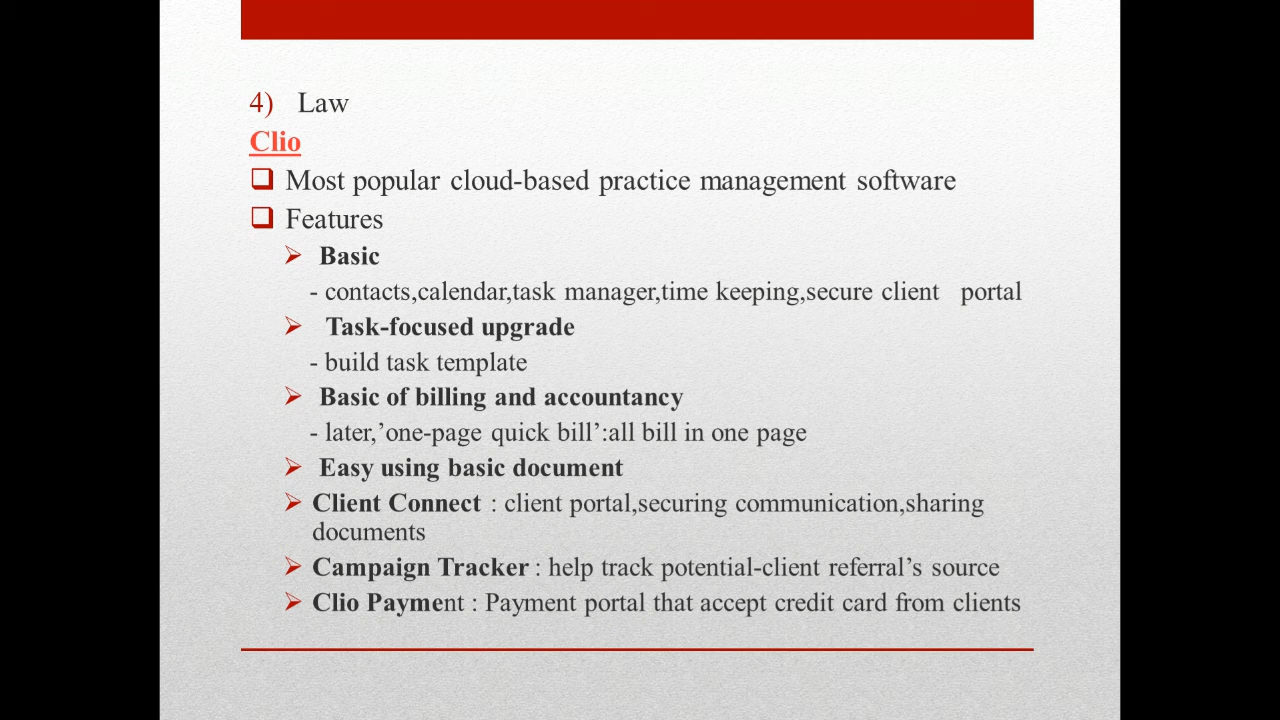 4) Law
Clio
Most popular cloud-based practice management software
Features
Basic
- contacts,calendar,task manager,time keeping,secure client portal
Task-focused upgrade
- build task template
Basic of billing and accountancy
- later,’one-page quick bill’:all bill in one page
Easy using basic document
Client Connect : client portal,securing communication,sharing
documents
Campaign Tracker : help track potential-client referral’s source
Clio Payment : Payment portal that accept credit card from clients